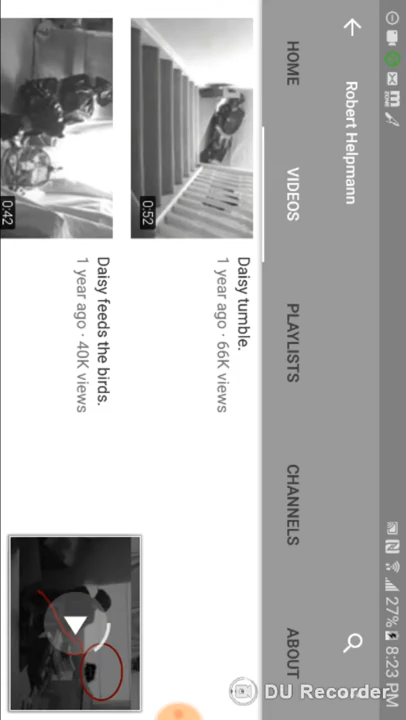 27% 8:23 PM
Robert Helpmann
HOME VIDEOS PLAYLISTS CHANNELS ABOUT
0:52
Daisy tumble.
1 year ago · 66K views
0:42
Daisy feeds the birds.
1 year ago · 40K views
DU Recorder